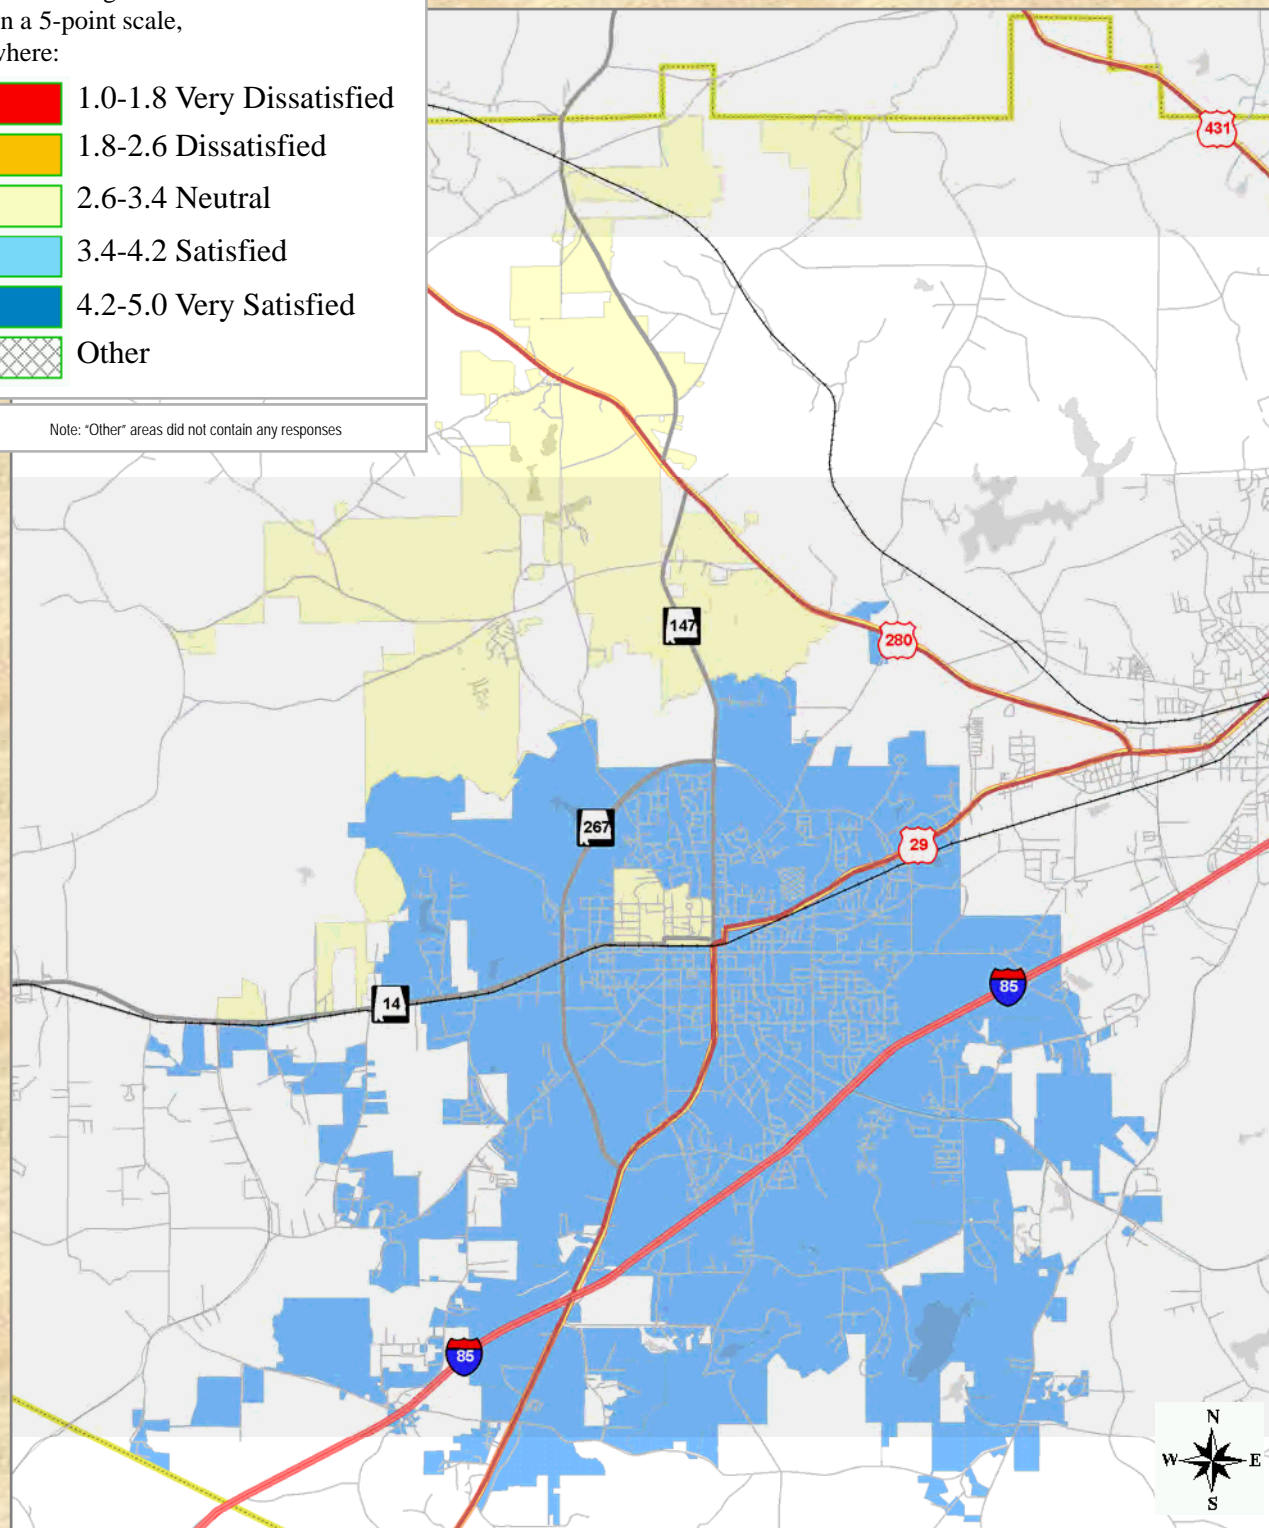 n a 5-point scale,
where:
1.0-1.8 Very Dissatisfied
1.8-2.6 Dissatisfied
2.6-3.4 Neutral
3.4-4.2 Satisfied
4.2-5.0 Very Satisfied
Other
Note: "Other" areas did not contain any responses
431
147
280
267
29
14
85
85
N
W E
S